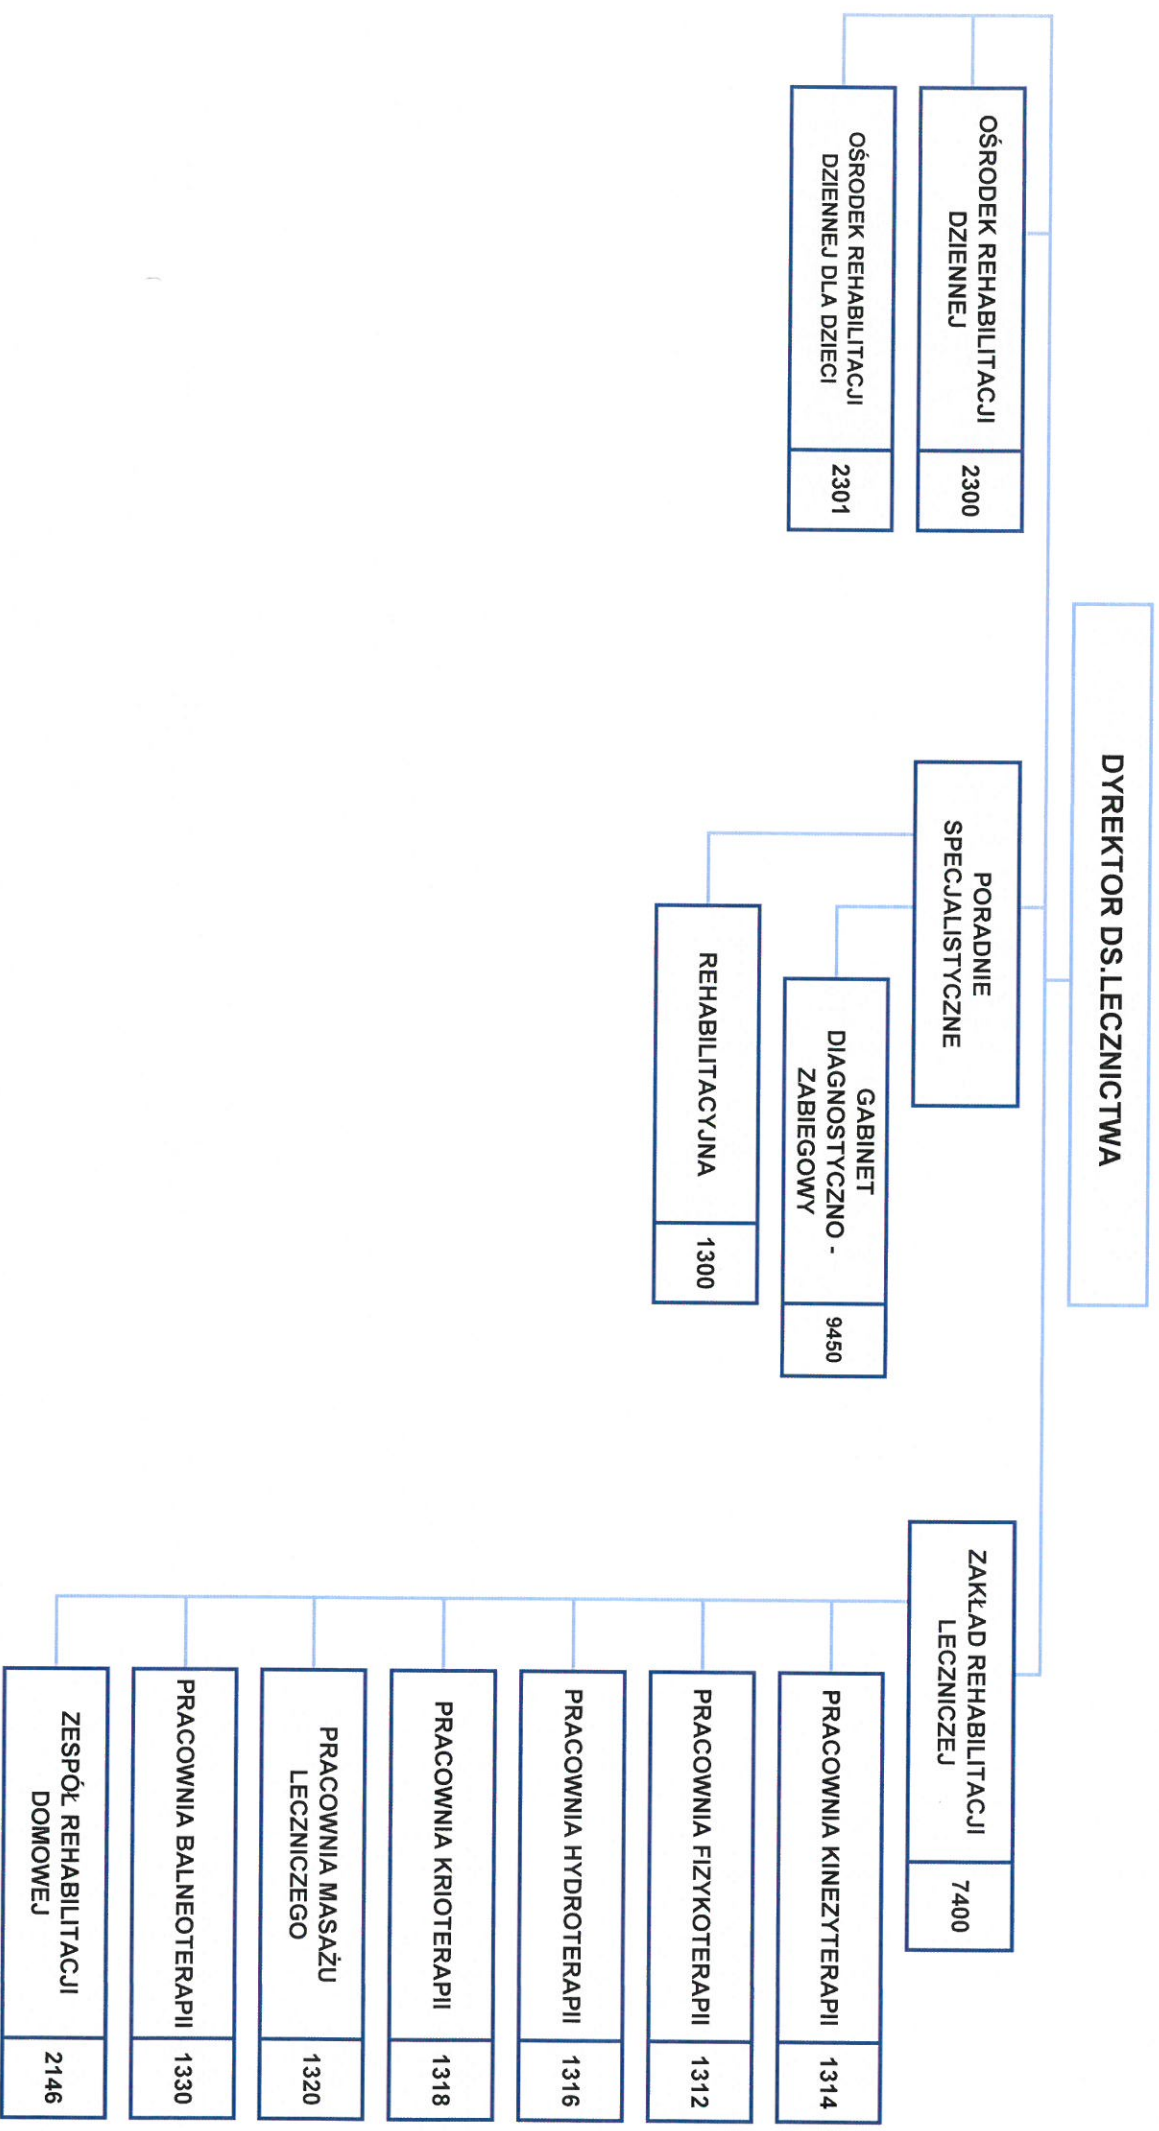 DYREKTOR DS.LECZNICTWA
OŚRODEK REHABILITACJI
DZIENNEJ
2300
OŚRODEK REHABILITACJI
DZIENNEJ DLA DZIECI
2301
PORADNIE
SPECJALISTYCZNE
GABINET
DIAGNOSTYCZNO -
ZABIEGOWY
9450
REHABILITACYJNA
1300
ZAKŁAD REHABILITACJI
LECZNICZEJ
7400
PRACOWNIA KINEZYTERAPII
1314
PRACOWNIA FIZYKOTERAPII
1312
PRACOWNIA HYDROTERAPII
1316
PRACOWNIA KRIOTERAPII
1318
PRACOWNIA MASAŻU
LECZNICZEGO
1320
PRACOWNIA BALNEOTERAPII
1330
ZESPÓŁ REHABILITACJI
DOMOWEJ
2146